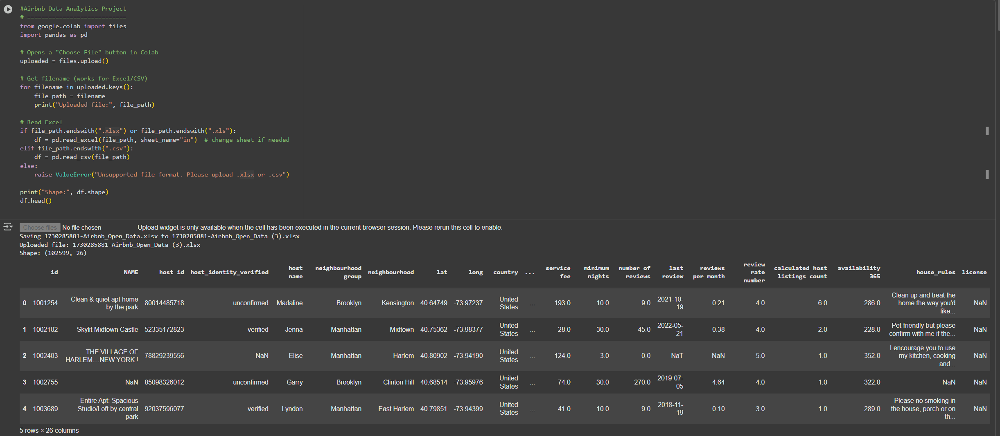 #Airbnb Data Analytics Project
# ============================
from google.colab import files
import pandas as pd
# Opens a "Choose File" button in Colab
uploaded = files.upload()
# Get filename (works for Excel/CSV)
for filename in uploaded.keys():
    file_path = filename
    print("Uploaded file:", file_path)
# Read Excel
if file_path.endswith(".xlsx") or file_path.endswith(".xls"):
    df = pd.read_excel(file_path, sheet_name="in")  # change sheet if needed
elif file_path.endswith(".csv"):
    df = pd.read_csv(file_path)
else:
    raise ValueError("Unsupported file format. Please upload .xlsx or .csv")
print("Shape:", df.shape)
df.head()
Choose files No file chosen Upload widget is only available when the cell has been executed in the current browser session. Please rerun this cell to enable.
Saving 1730285881-Airbnb_Open_Data.xlsx to 1730285881-Airbnb_Open_Data (3).xlsx
Uploaded file: 1730285881-Airbnb_Open_Data (3).xlsx
Shape: (102599, 26)
id NAME host id host_identity_verified host name neighbourhood group neighbourhood lat long country ... service fee minimum nights number of reviews last review reviews per month review rate number calculated host listings count availability 365 house_rules license
0 1001254 Clean & quiet apt home by the park 80014485718 unconfirmed Madaline Brooklyn Kensington 40.64749 -73.97237 United States ... 193.0 10.0 9.0 2021-10-19 0.21 4.0 6.0 286.0 Clean up and treat the home the way you'd like... NaN
1 1002102 Skylit Midtown Castle 52335172823 verified Jenna Manhattan Midtown 40.75362 -73.98377 United States ... 28.0 30.0 45.0 2022-05-21 0.38 4.0 2.0 228.0 Pet friendly but please confirm with me if the... NaN
2 1002403 THE VILLAGE OF HARLEM....NEW YORK ! 78829239556 NaN Elise Manhattan Harlem 40.80902 -73.94190 United States ... 124.0 3.0 0.0 NaT NaN 5.0 1.0 352.0 I encourage you to use my kitchen, cooking and... NaN
3 1002755 NaN 85098326012 unconfirmed Garry Brooklyn Clinton Hill 40.68514 -73.95976 United States ... 74.0 30.0 270.0 2019-07-05 4.64 4.0 1.0 322.0 NaN NaN
4 1003689 Entire Apt: Spacious Studio/Loft by central park 92037596077 verified Lyndon Manhattan East Harlem 40.79851 -73.94399 United States ... 41.0 10.0 9.0 2018-11-19 0.10 3.0 1.0 289.0 Please no smoking in the house, porch or on th... NaN
5 rows × 26 columns